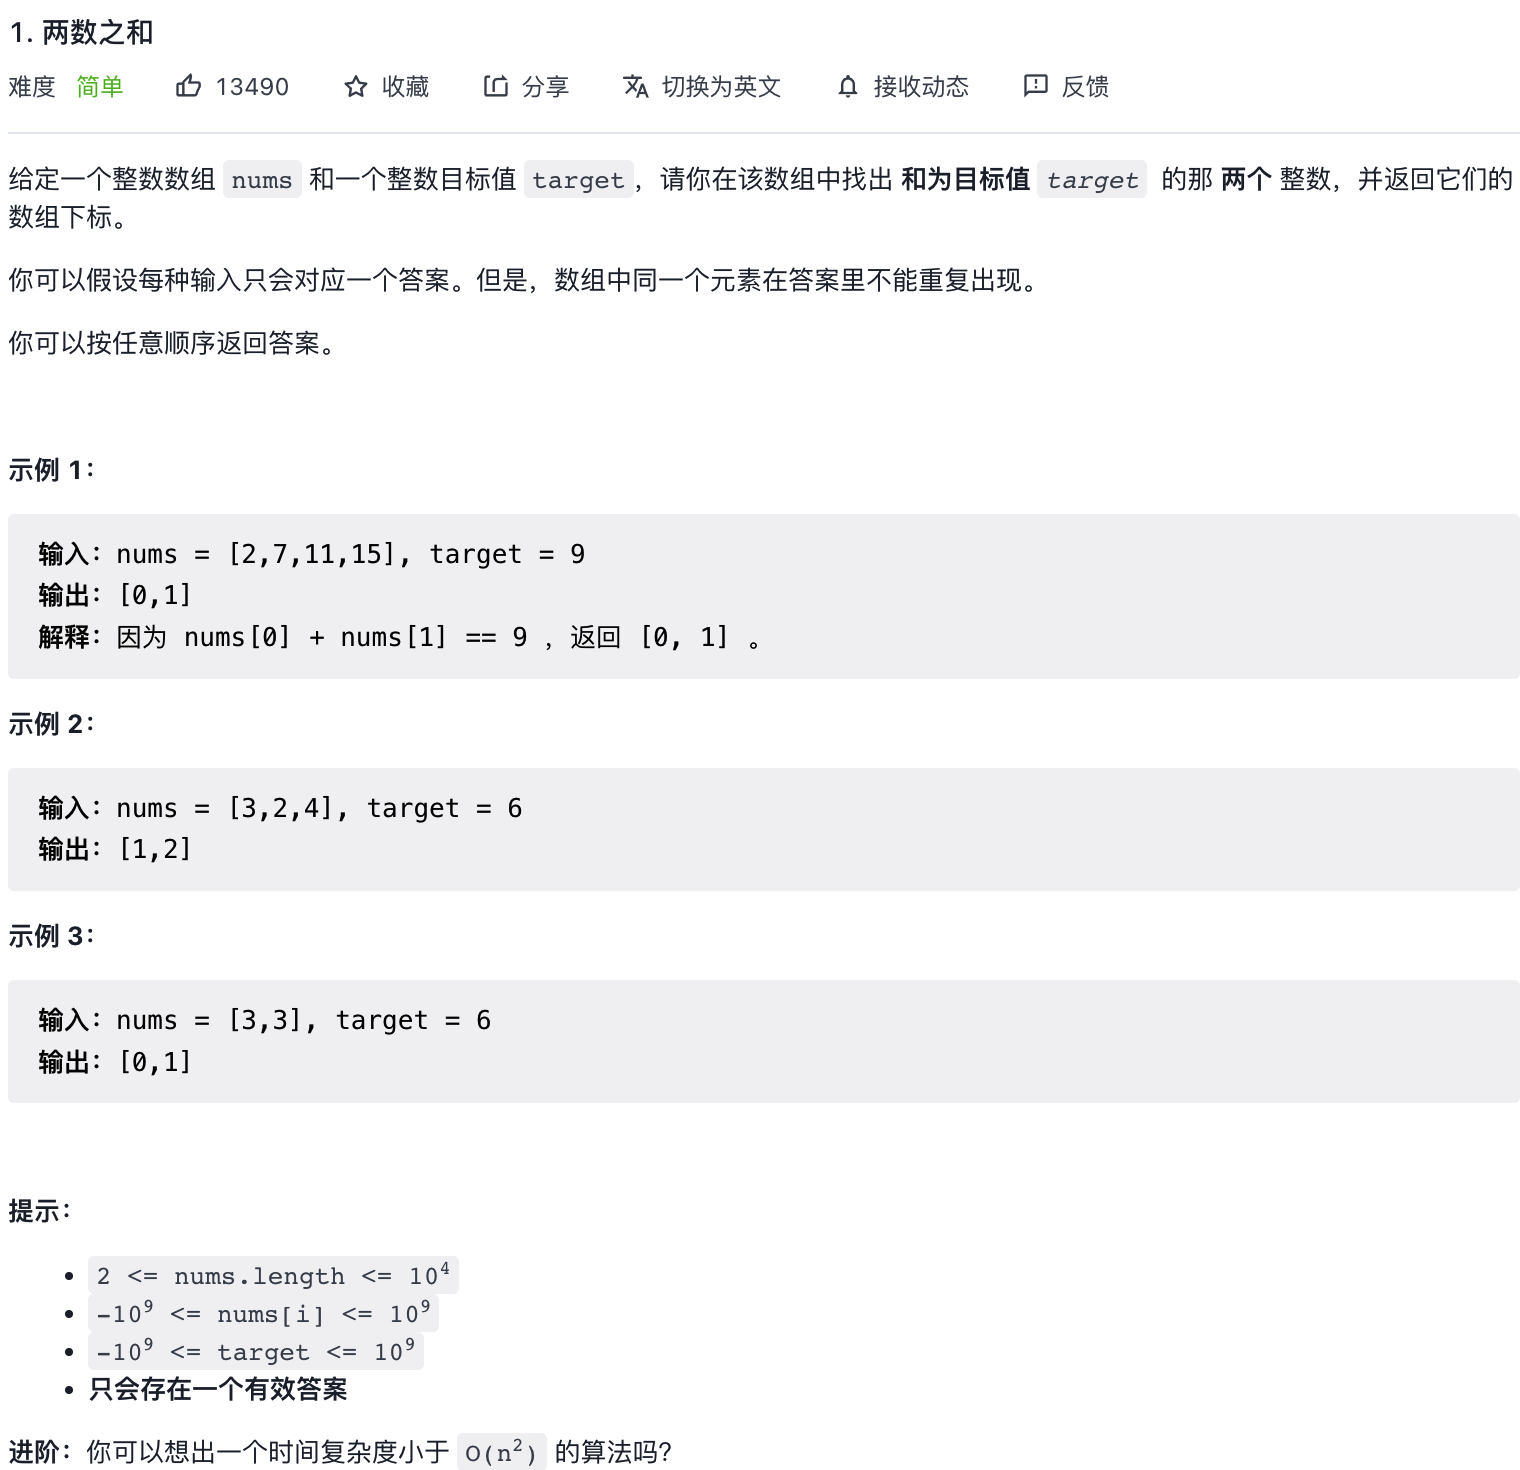 1. 两数之和
难度 简单 13490 收藏 分享 切换为英文 接收动态 反馈
给定一个整数数组 nums 和一个整数目标值 target，请你在该数组中找出 和为目标值 target 的那 两个 整数，并返回它们的
数组下标。
你可以假设每种输入只会对应一个答案。但是，数组中同一个元素在答案里不能重复出现。
你可以按任意顺序返回答案。
示例 1：
输入：nums = [2,7,11,15], target = 9
输出：[0,1]
解释：因为 nums[0] + nums[1] == 9 ，返回 [0, 1] 。
示例 2：
输入：nums = [3,2,4], target = 6
输出：[1,2]
示例 3：
输入：nums = [3,3], target = 6
输出：[0,1]
提示：
• 2 <= nums.length <= 10⁴
• -10⁹ <= nums[i] <= 10⁹
• -10⁹ <= target <= 10⁹
• 只会存在一个有效答案
进阶：你可以想出一个时间复杂度小于 O(n²) 的算法吗？